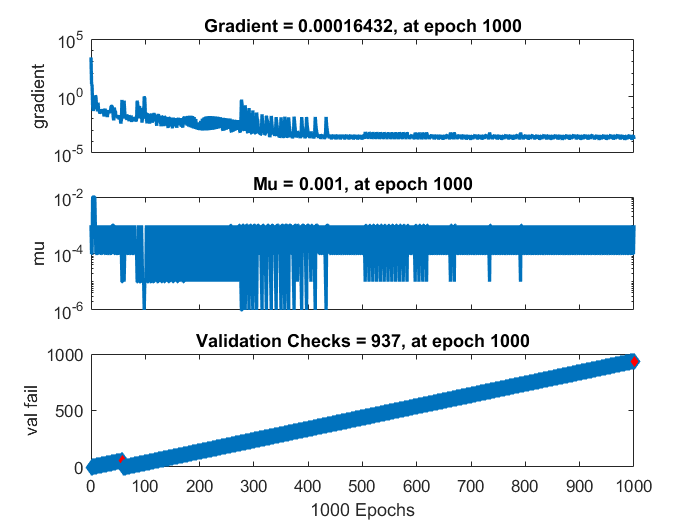 Gradient = 0.00016432, at epoch 1000
10^5
10^0
10^-5
gradient
Mu = 0.001, at epoch 1000
10^-2
10^-4
10^-6
mu
Validation Checks = 937, at epoch 1000
1000
500
0
val fail
0 100 200 300 400 500 600 700 800 900 1000
1000 Epochs